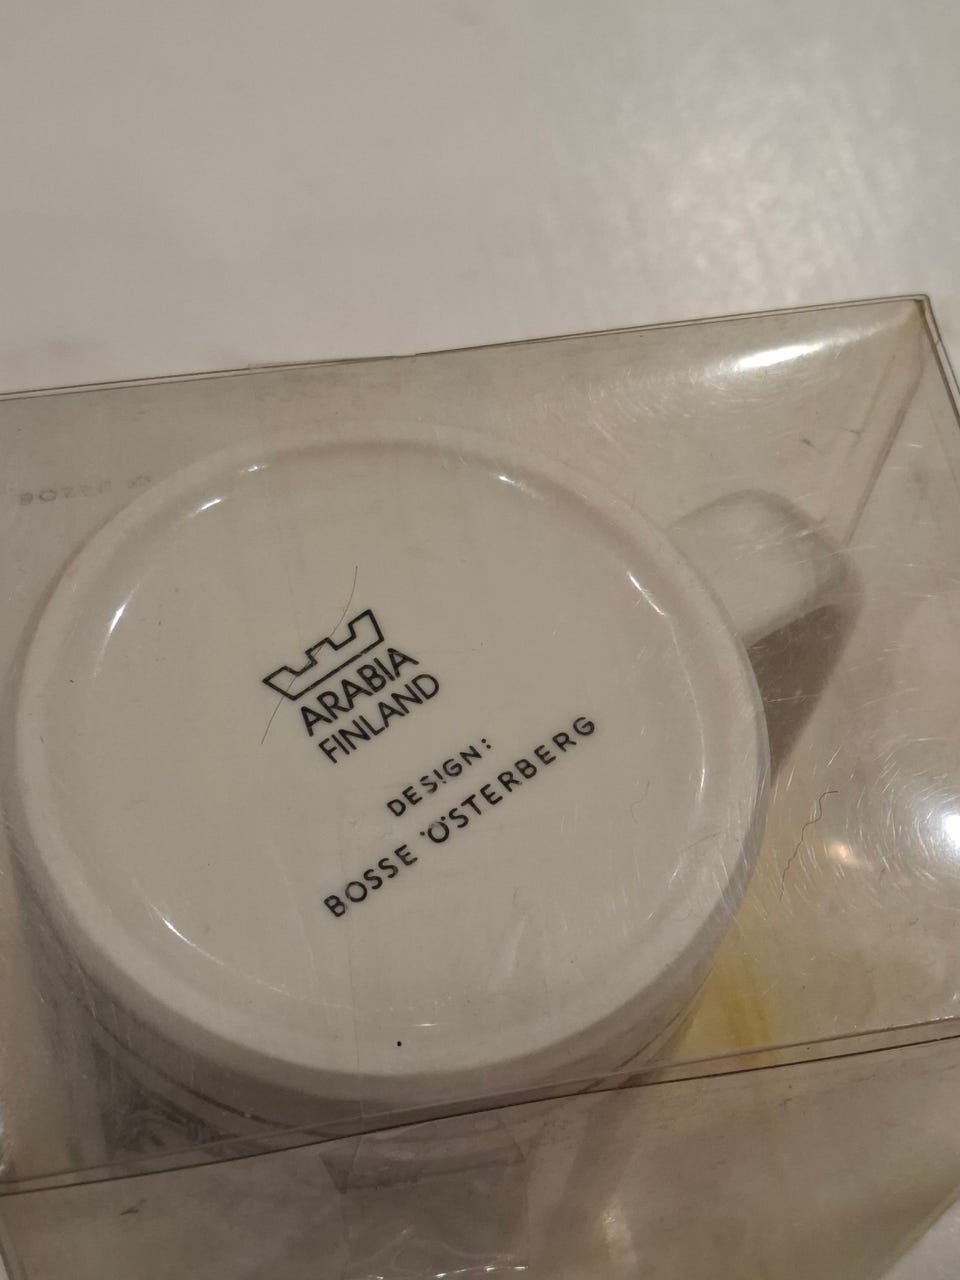 ARABIA
FINLAND
DESIGN:
BOSSE ÖSTERBERG